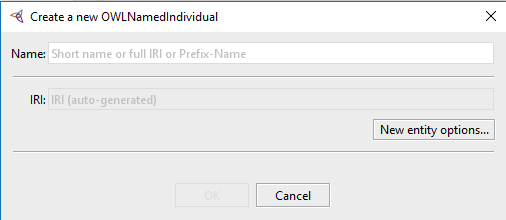 Create a new OWLNamedIndividual
Name: Short name or full IRI or Prefix-Name
IRI: IRI (auto-generated)
New entity options...
OK Cancel